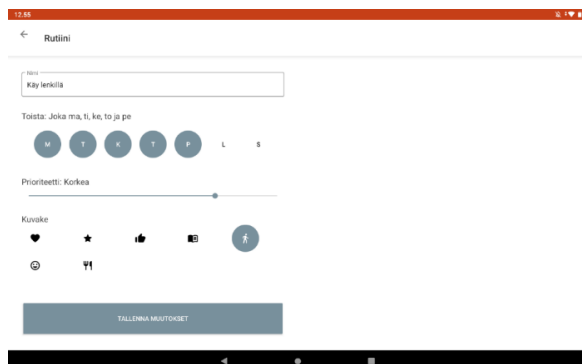 12.55
Rutiini
Nimi
Käy lenkillä
Toista: Joka ma, ti, ke, to ja pe
M T K T P L S
Prioriteetti: Korkea
Kuvake
TALLENNA MUUTOKSET